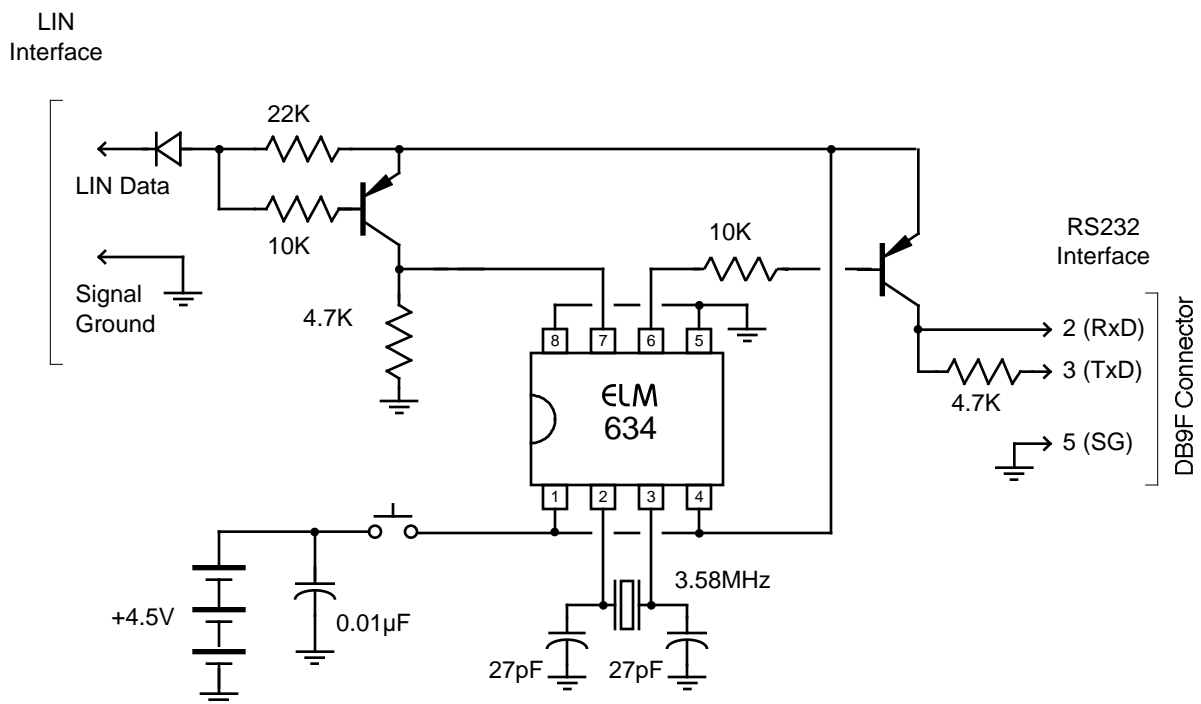 LIN
Interface
22K
LIN Data
10K
Signal
Ground
4.7K
10K
RS232
Interface
2 (RxD)
3 (TxD)
4.7K
5 (SG)
DB9F Connector
8
7
6
5
ELM
634
1
2
3
4
+4.5V
0.01µF
3.58MHz
27pF
27pF